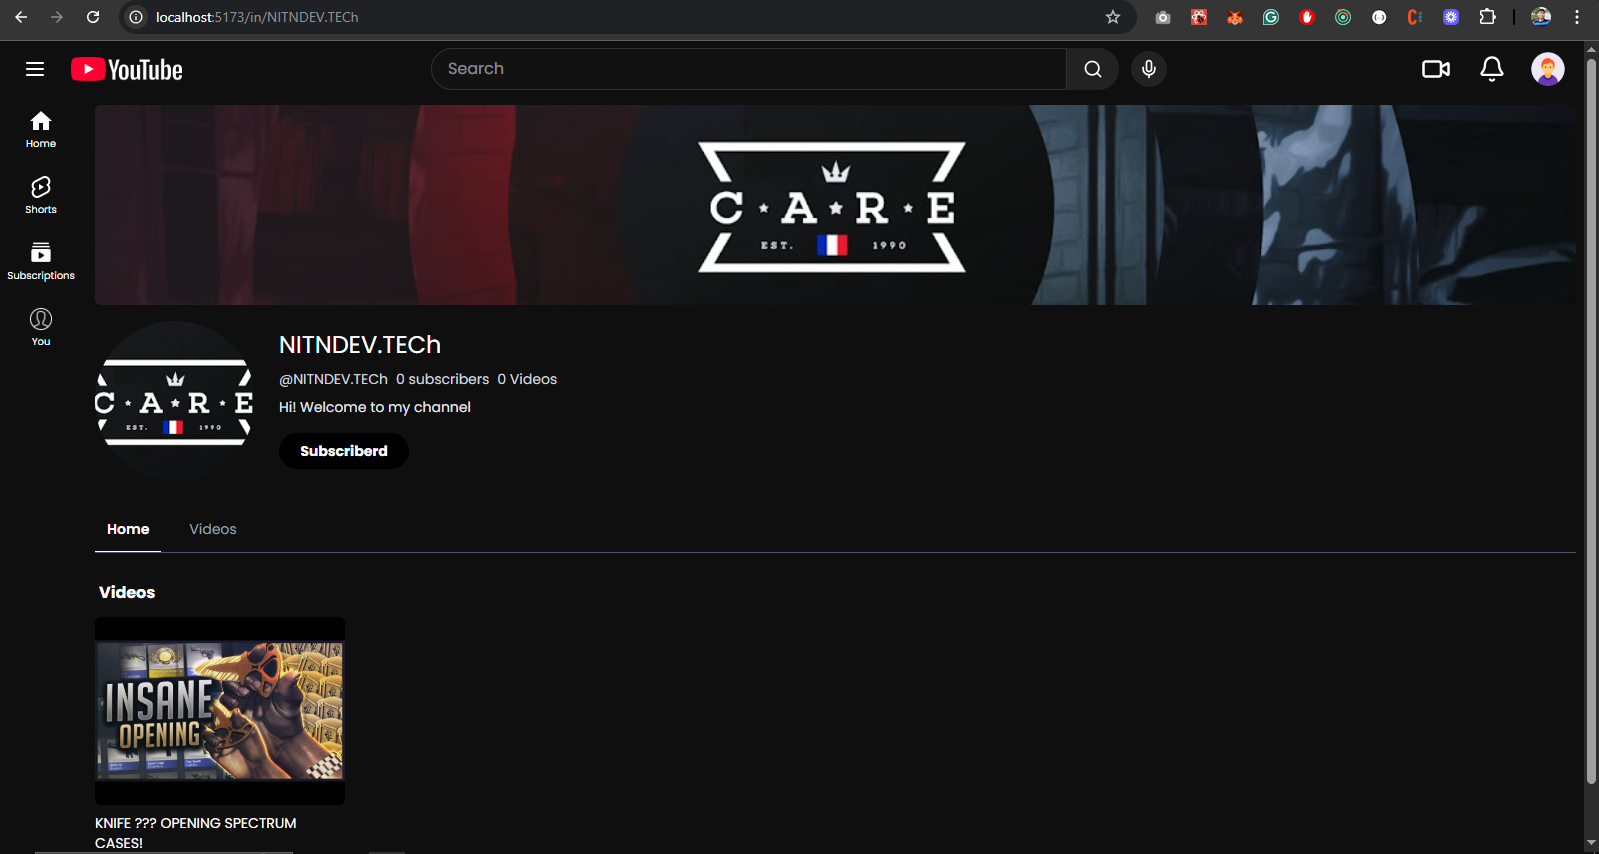 localhost:5173/in/NITNDEV.TECh
YouTube
Search
Home
Shorts
Subscriptions
You
C·A·R·E
EST. 1990
C·A·R·E
EST. 1990
NITNDEV.TECh
@NITNDEV.TECh 0 subscribers 0 Videos
Hi! Welcome to my channel
Subscriberd
Home Videos
Videos
INSANE
OPENING
KNIFE ??? OPENING SPECTRUM
CASES!